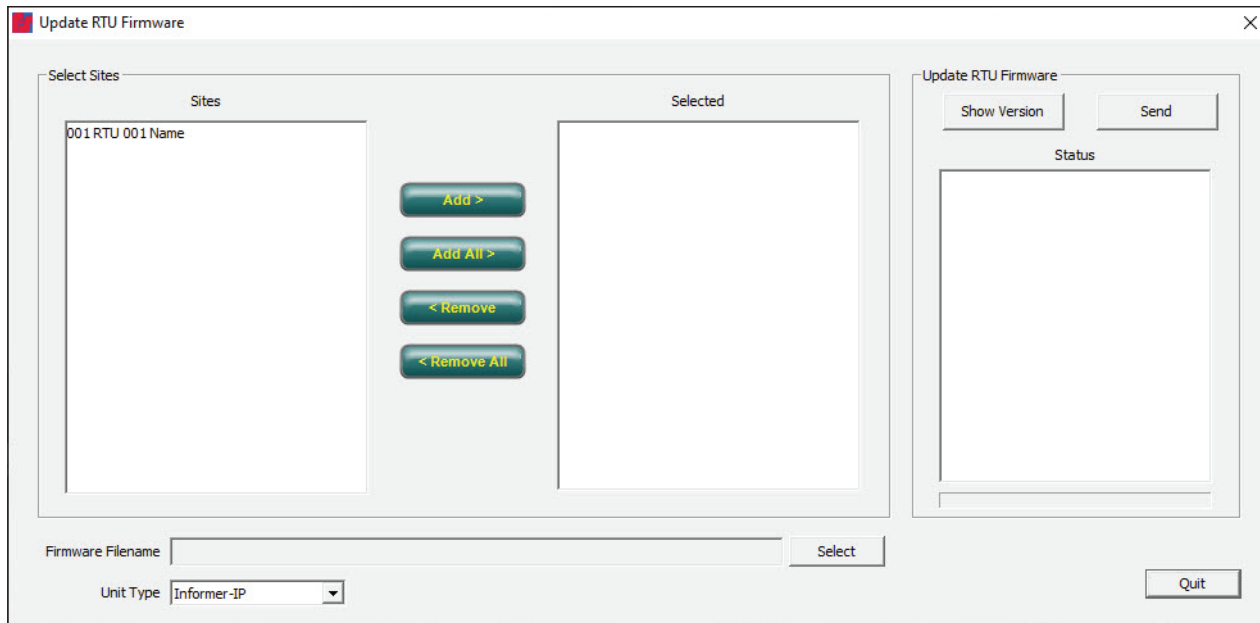 Update RTU Firmware
Select Sites
Sites
Selected
001 RTU 001 Name
Add >
Add All >
< Remove
< Remove All
Update RTU Firmware
Show Version
Send
Status
Firmware Filename
Select
Unit Type
Informer-IP
Quit